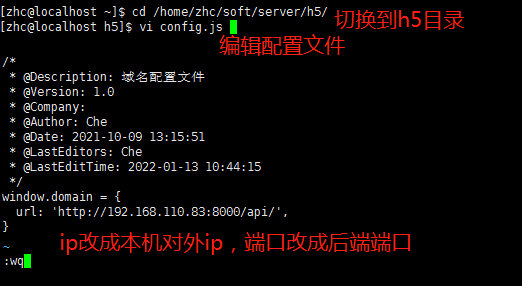 [zhc@localhost ~]$ cd /home/zhc/soft/server/h5/ 切换到h5目录
[zhc@localhost h5]$ vi config.js
编辑配置文件
/*
 * @Description: 域名配置文件
 * @Version: 1.0
 * @Company:
 * @Author: Che
 * @Date: 2021-10-09 13:15:51
 * @LastEditors: Che
 * @LastEditTime: 2022-01-13 10:44:15
 */
window.domain = {
  url: 'http://192.168.110.83:8000/api/',
}
~ ip改成本机对外ip，端口改成后端端口
:wq